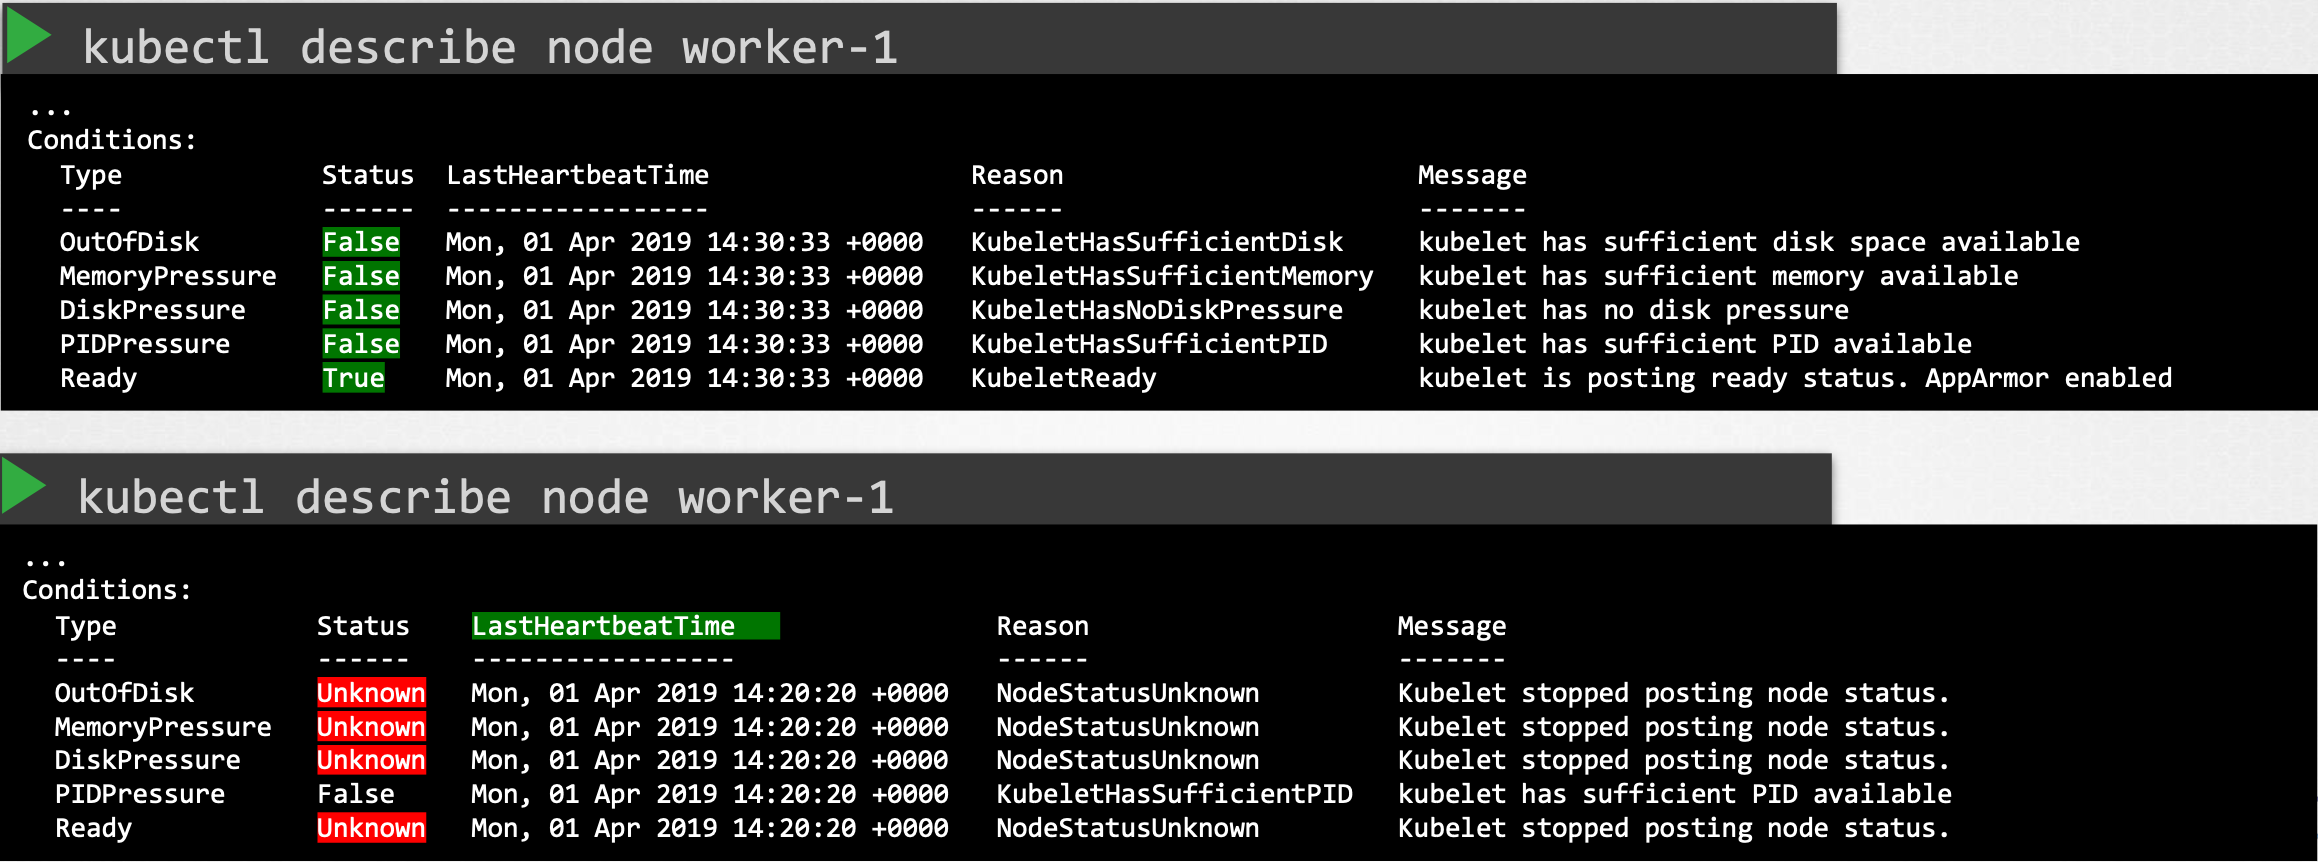 kubectl describe node worker-1
...
Conditions:
Type Status LastHeartbeatTime Reason Message
---- ------ ----------------- ------ -------
OutOfDisk False Mon, 01 Apr 2019 14:30:33 +0000 KubeletHasSufficientDisk kubelet has sufficient disk space available
MemoryPressure False Mon, 01 Apr 2019 14:30:33 +0000 KubeletHasSufficientMemory kubelet has sufficient memory available
DiskPressure False Mon, 01 Apr 2019 14:30:33 +0000 KubeletHasNoDiskPressure kubelet has no disk pressure
PIDPressure False Mon, 01 Apr 2019 14:30:33 +0000 KubeletHasSufficientPID kubelet has sufficient PID available
Ready True Mon, 01 Apr 2019 14:30:33 +0000 KubeletReady kubelet is posting ready status. AppArmor enabled
kubectl describe node worker-1
...
Conditions:
Type Status LastHeartbeatTime Reason Message
---- ------ ----------------- ------ -------
OutOfDisk Unknown Mon, 01 Apr 2019 14:20:20 +0000 NodeStatusUnknown Kubelet stopped posting node status.
MemoryPressure Unknown Mon, 01 Apr 2019 14:20:20 +0000 NodeStatusUnknown Kubelet stopped posting node status.
DiskPressure Unknown Mon, 01 Apr 2019 14:20:20 +0000 NodeStatusUnknown Kubelet stopped posting node status.
PIDPressure False Mon, 01 Apr 2019 14:20:20 +0000 KubeletHasSufficientPID kubelet has sufficient PID available
Ready Unknown Mon, 01 Apr 2019 14:20:20 +0000 NodeStatusUnknown Kubelet stopped posting node status.